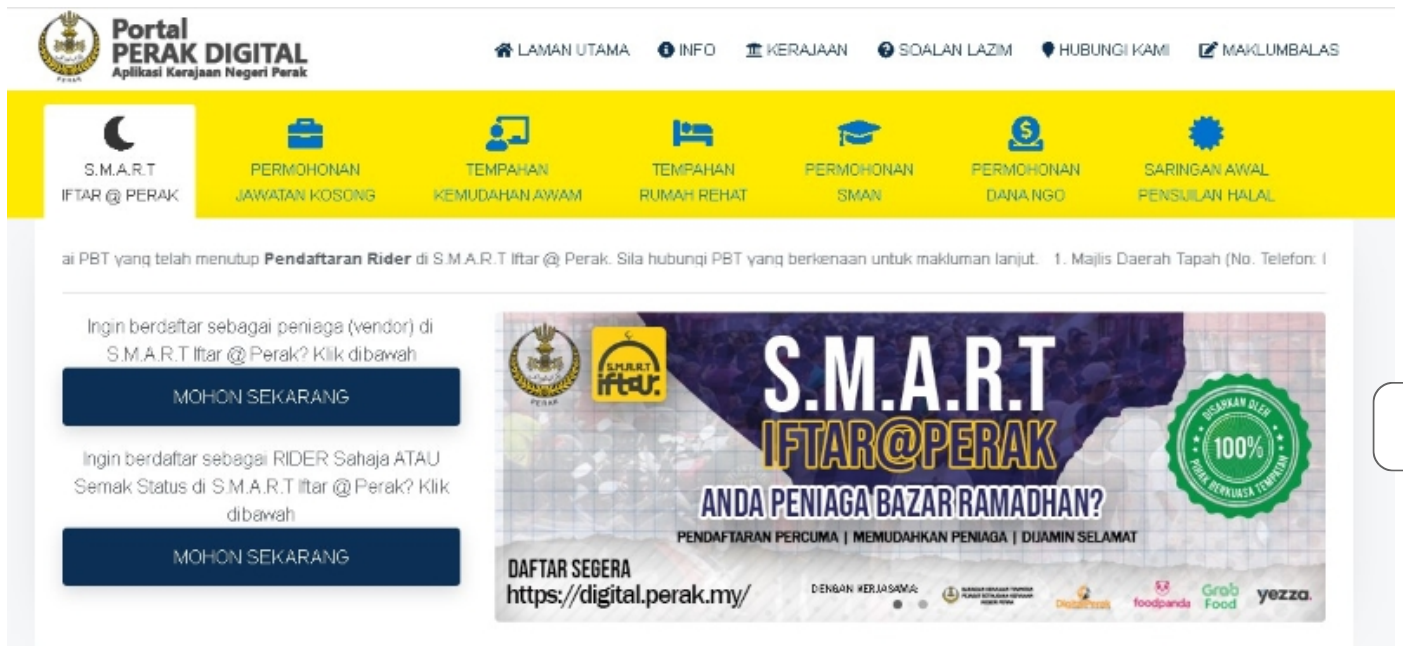 Portal
PERAK DIGITAL
Aplikasi Kerajaan Negeri Perak
PERAK
LAMAN UTAMA INFO KERAJAAN SOALAN LAZIM HUBUNGI KAMI MAKLUMBALAS
S.M.A.R.T
IFTAR @ PERAK
PERMOHONAN
JAWATAN KOSONG
TEMPAHAN
KEMUDAHAN AWAM
TEMPAHAN
RUMAH REHAT
PERMOHONAN
SMAN
PERMOHONAN
DANA NGO
SARINGAN AWAL
PENSIJILAN HALAL
ai PBT yang telah menutup Pendaftaran Rider di S.M.A.R.T Iftar @ Perak. Sila hubungi PBT yang berkenaan untuk makluman lanjut. 1. Majlis Daerah Tapah (No. Telefon:
Ingin berdaftar sebagai peniaga (vendor) di
S.M.A.R.T Iftar @ Perak? Klik dibawah
MOHON SEKARANG
Ingin berdaftar sebagai RIDER Sahaja ATAU
Semak Status di S.M.A.R.T Iftar @ Perak? Klik
dibawah
MOHON SEKARANG
PERAK
S.M.A.R.T
iftar
S.M.A.R.T
IFTAR@PERAK
DISAHKAN OLEH
100%
PIHAK BERKUASA TEMPATAN
ANDA PENIAGA BAZAR RAMADHAN?
PENDAFTARAN PERCUMA | MEMUDAHKAN PENIAGA | DIJAMIN SELAMAT
DAFTAR SEGERA
https://digital.perak.my/
DENGAN KERJASAMA:
DigitalPerak
foodpanda
Grab
Food
yezza.